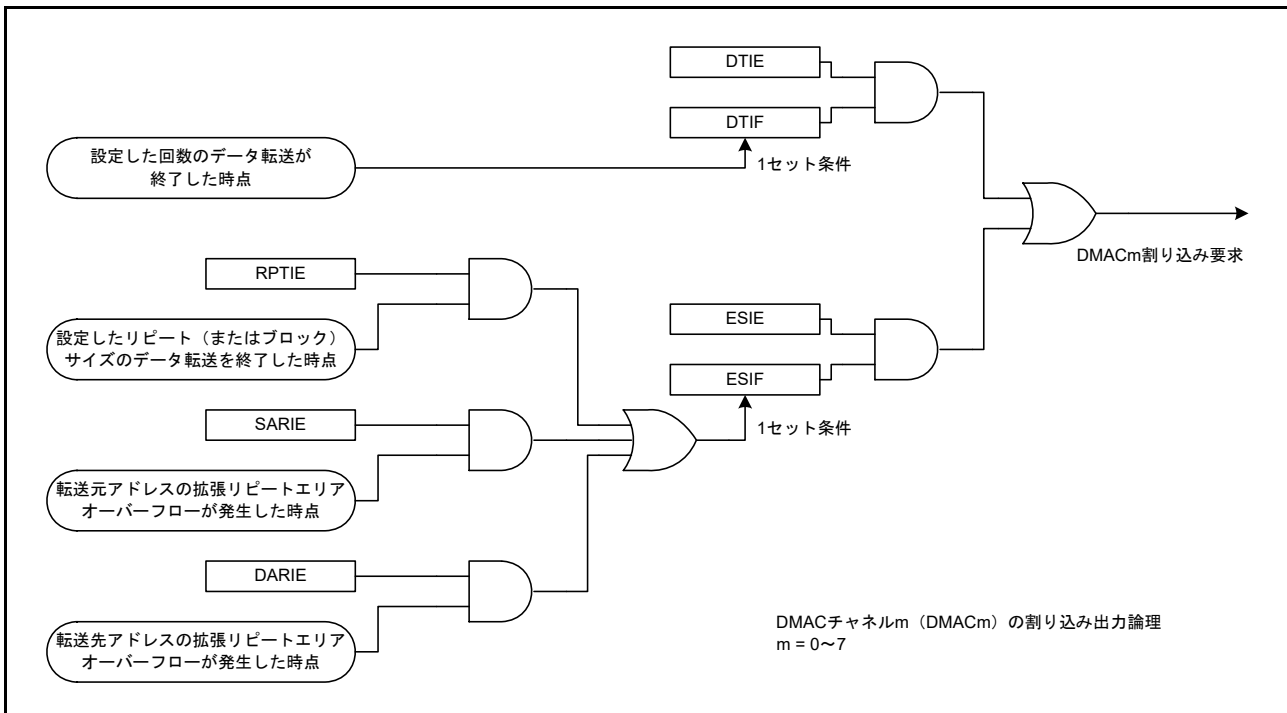 DTIE
DTIF
設定した回数のデータ転送が
終了した時点
1セット条件
DMACm割り込み要求
RPTIE
設定したリピート（またはブロック）
サイズのデータ転送を終了した時点
ESIE
ESIF
1セット条件
SARIE
転送元アドレスの拡張リピートエリア
オーバーフローが発生した時点
DARIE
転送先アドレスの拡張リピートエリア
オーバーフローが発生した時点
DMACチャネルm（DMACm）の割り込み出力論理
m = 0～7